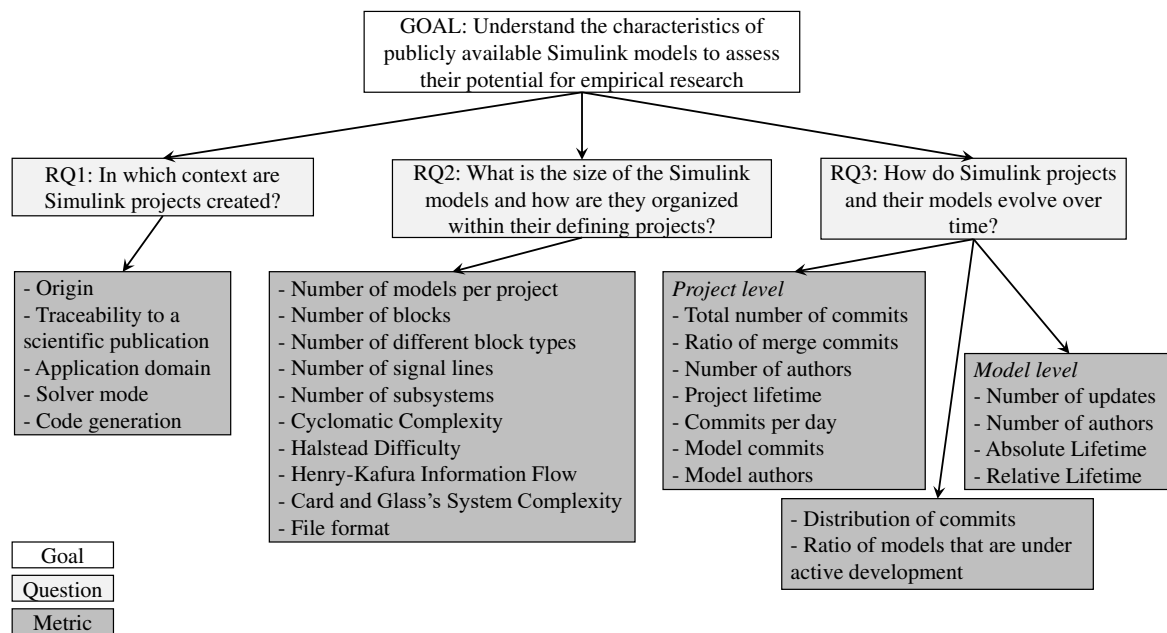 GOAL: Understand the characteristics of
publicly available Simulink models to assess
their potential for empirical research
RQ1: In which context are
Simulink projects created?
RQ2: What is the size of the Simulink
models and how are they organized
within their defining projects?
RQ3: How do Simulink projects
and their models evolve over
time?
- Origin
- Traceability to a
scientific publication
- Application domain
- Solver mode
- Code generation
- Number of models per project
- Number of blocks
- Number of different block types
- Number of signal lines
- Number of subsystems
- Cyclomatic Complexity
- Halstead Difficulty
- Henry-Kafura Information Flow
- Card and Glass's System Complexity
- File format
Project level
- Total number of commits
- Ratio of merge commits
- Number of authors
- Project lifetime
- Commits per day
- Model commits
- Model authors
Model level
- Number of updates
- Number of authors
- Absolute Lifetime
- Relative Lifetime
- Distribution of commits
- Ratio of models that are under
active development
Goal
Question
Metric